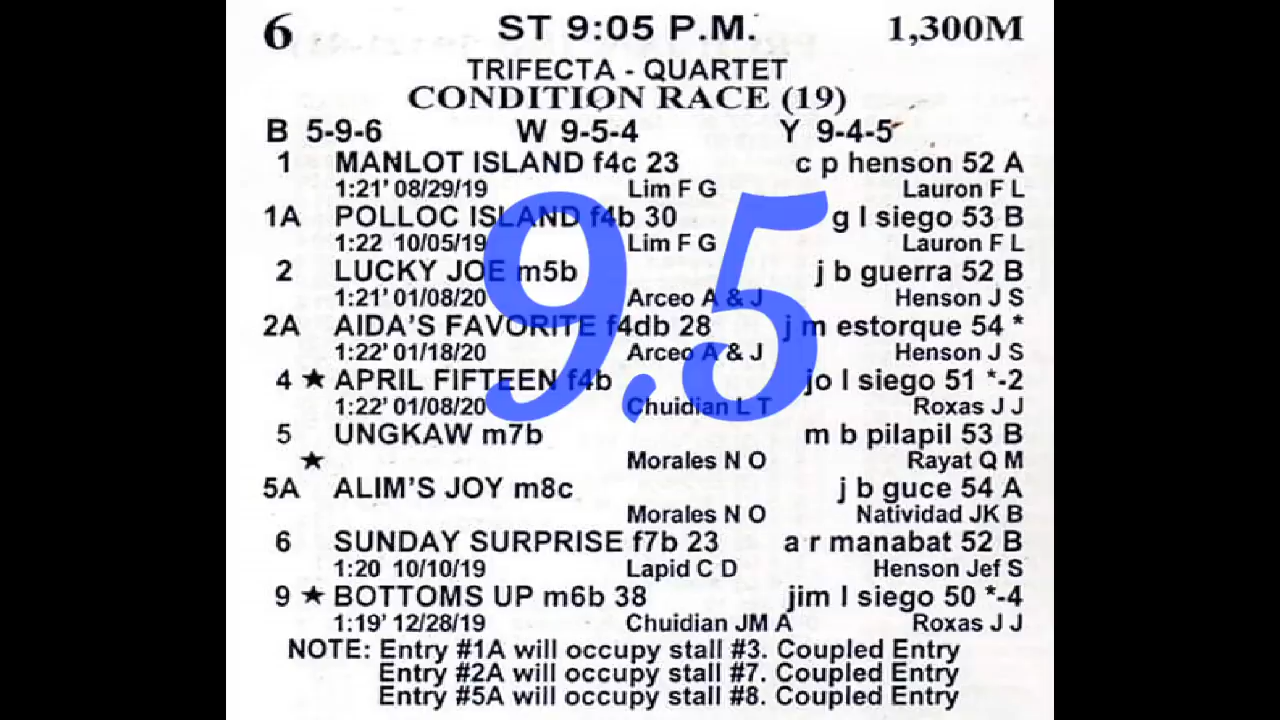 6 ST 9:05 P.M. 1,300M
TRIFECTA - QUARTET
CONDITION RACE (19)
B 5-9-6 W 9-5-4 Y 9-4-5
1 MANLOT ISLAND f4c 23 c p henson 52 A
1:21' 08/29/19 Lim F G Lauron F L
1A POLLOC ISLAND f4b 30 g l siego 53 B
1:22 10/05/19 Lim F G Lauron F L
2 LUCKY JOE m5b j b guerra 52 B
1:21' 01/08/20 Arceo A & J Henson J S
2A AIDA'S FAVORITE f4db 28 j m estorque 54 *
1:22' 01/18/20 Arceo A & J Henson J S
4 ★ APRIL FIFTEEN f4b jo l siego 51 *-2
1:22' 01/08/20 Chuidian L T Roxas J J
5 UNGKAW m7b m b pilapil 53 B
★ Morales N O Rayat Q M
5A ALIM'S JOY m8c j b guce 54 A
Morales N O Natividad JK B
6 SUNDAY SURPRISE f7b 23 a r manabat 52 B
1:20 10/10/19 Lapid C D Henson Jef S
9 ★ BOTTOMS UP m6b 38 jim l siego 50 *-4
1:19' 12/28/19 Chuidian JM A Roxas J J
NOTE: Entry #1A will occupy stall #3. Coupled Entry
Entry #2A will occupy stall #7. Coupled Entry
Entry #5A will occupy stall #8. Coupled Entry
9.5